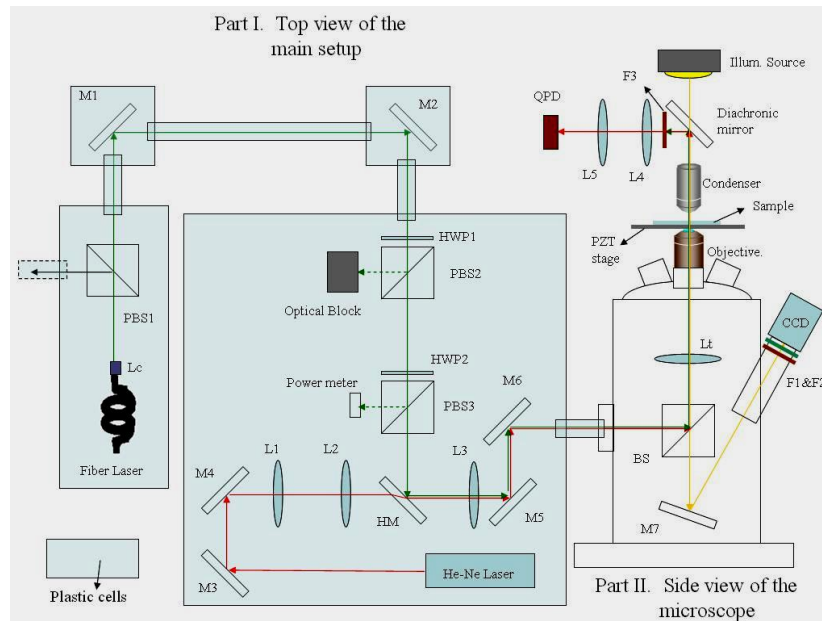 Part I. Top view of the
main setup
Illum. Source
M1
M2
F3
QPD
Diachronic
mirror
L5
L4
Condenser
Sample
PZT
stage
Objective.
HWP1
PBS2
PBS1
Optical Block
CCD
Lt
Lc
HWP2
M6
F1&F2
Power meter
PBS3
L1
L2
L3
BS
Fiber Laser
M4
HM
M5
M7
He-Ne Laser
M3
Plastic cells
Part II. Side view of the
microscope